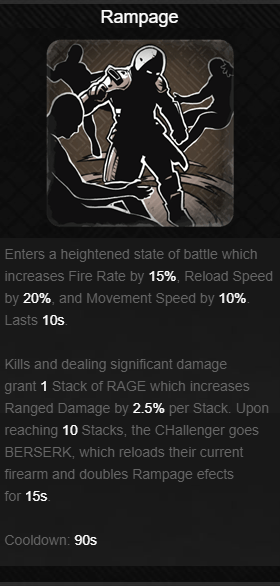 Rampage
Enters a heightened state of battle which
increases Fire Rate by 15%, Reload Speed
by 20%, and Movement Speed by 10%.
Lasts 10s.
Kills and dealing significant damage
grant 1 Stack of RAGE which increases
Ranged Damage by 2.5% per Stack. Upon
reaching 10 Stacks, the CHallenger goes
BERSERK, which reloads their current
firearm and doubles Rampage efects
for 15s.
Cooldown: 90s